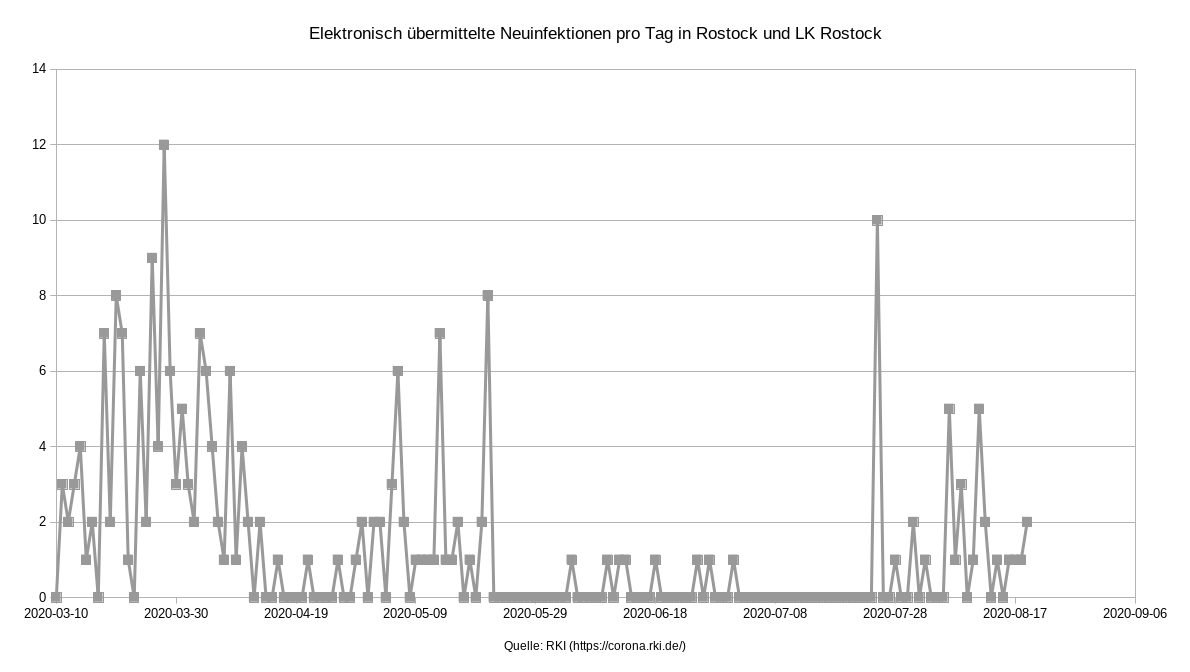 Elektronisch übermittelte Neuinfektionen pro Tag in Rostock und LK Rostock
14
12
10
8
6
4
2
0
2020-03-10 2020-03-30 2020-04-19 2020-05-09 2020-05-29 2020-06-18 2020-07-08 2020-07-28 2020-08-17 2020-09-06
Quelle: RKI (https://corona.rki.de/)